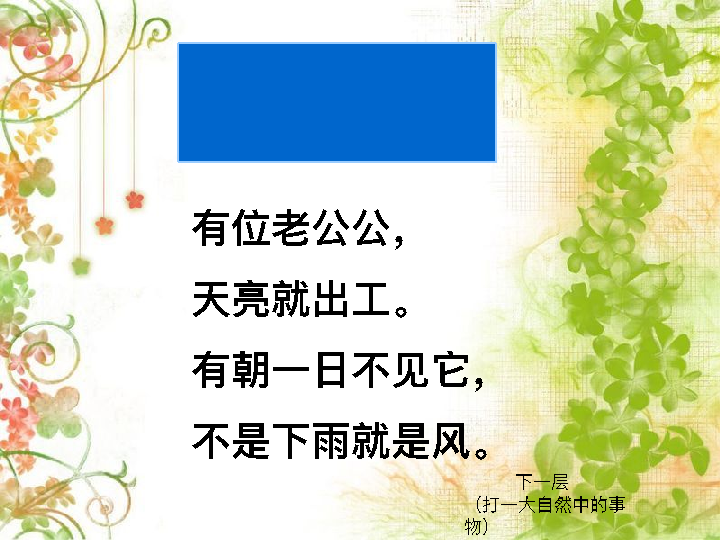 有位老公公，
天亮就出工。
有朝一日不见它，
不是下雨就是风。
下一层
（打一大自然中的事
物）